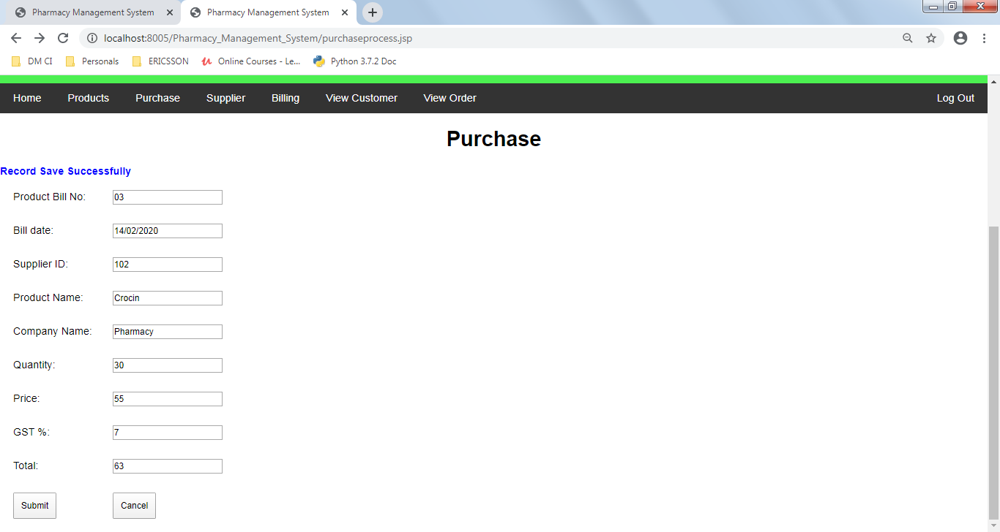 Pharmacy Management System
Pharmacy Management System
localhost:8005/Pharmacy_Management_System/purchaseprocess.jsp
DM CI Personals ERICSSON Online Courses - Le... Python 3.7.2 Doc
Home Products Purchase Supplier Billing View Customer View Order Log Out
Purchase
Record Save Successfully
Product Bill No: 03
Bill date: 14/02/2020
Supplier ID: 102
Product Name: Crocin
Company Name: Pharmacy
Quantity: 30
Price: 55
GST %: 7
Total: 63
Submit Cancel